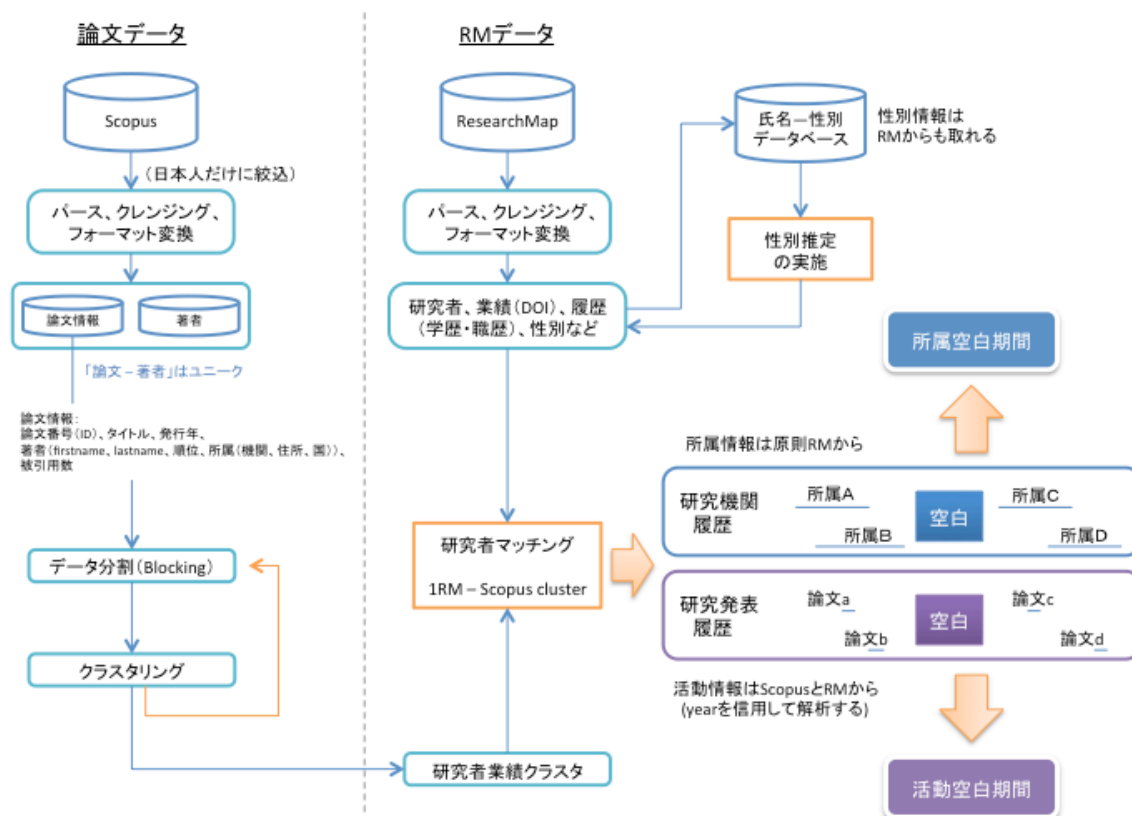 論文データ
Scopus
(日本人だけに絞込)
パース、クレンジング、
フォーマット変換
論文情報
著者
「論文 – 著者」はユニーク
論文情報:
論文番号(ID)、タイトル、発行年、
著者(firstname、lastname、順位、所属(機関、住所、国))、
被引用数
データ分割(Blocking)
クラスタリング
RMデータ
ResearchMap
パース、クレンジング、
フォーマット変換
研究者、業績(DOI)、履歴
(学歴・職歴)、性別など
氏名―性別
データベース
性別情報は
RMからも取れる
性別推定
の実施
研究者マッチング
1RM – Scopus cluster
研究者業績クラスタ
所属空白期間
所属情報は原則RMから
研究機関
履歴
所属A
所属B
空白
所属C
所属D
研究発表
履歴
論文a
論文b
空白
論文c
論文d
活動情報はScopusとRMから
(yearを信用して解析する)
活動空白期間